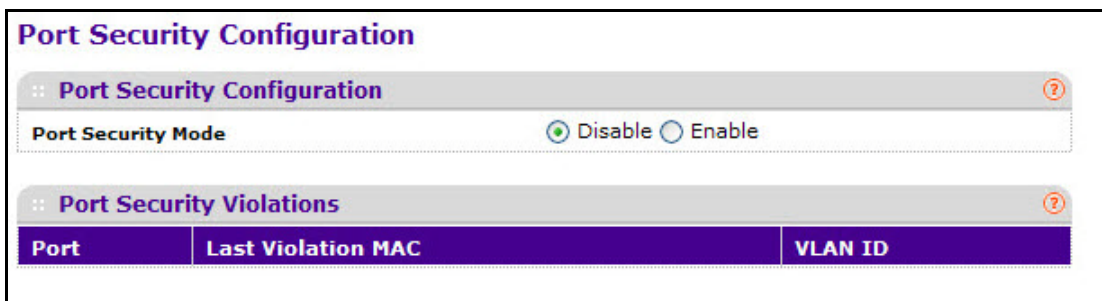 Port Security Configuration
Port Security Configuration ?
Port Security Mode Disable Enable
Port Security Violations ?
Port Last Violation MAC VLAN ID